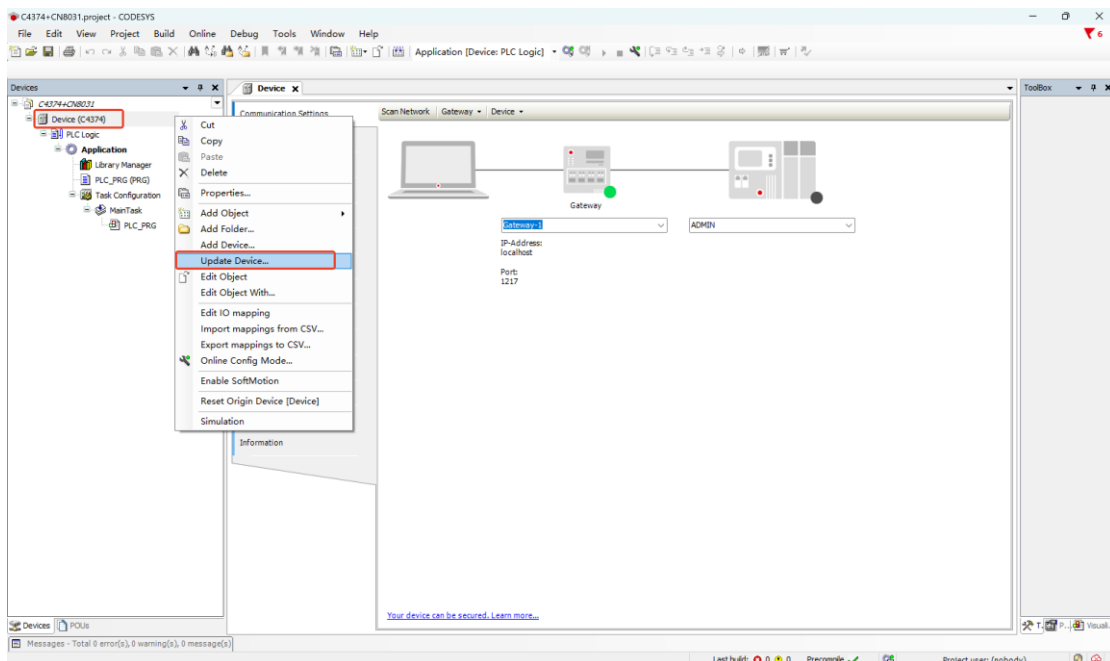 C4374+CN8031.project - CODESYS
File Edit View Project Build Online Debug Tools Window Help
6
Application [Device: PLC Logic]
Devices
C4374+CN8031
Device (C4374)
PLC Logic
Application
Library Manager
PLC_PRG (PRG)
Task Configuration
MainTask
PLC_PRG
Cut
Copy
Paste
Delete
Properties...
Add Object
Add Folder...
Add Device...
Update Device...
Edit Object
Edit Object With...
Edit IO mapping
Import mappings from CSV...
Export mappings to CSV...
Online Config Mode...
Enable SoftMotion
Reset Origin Device [Device]
Simulation
Device
Communication Settings
Information
Scan Network Gateway Device
Gateway
Gateway-1
ADMIN
IP-Address:
localhost
Port:
1217
Your device can be secured. Learn more...
ToolBox
Devices POUs
T. P... Visuali.
Messages - Total 0 error(s), 0 warning(s), 0 message(s)
Last build: 0 0 Precompile Project user: (nobody)